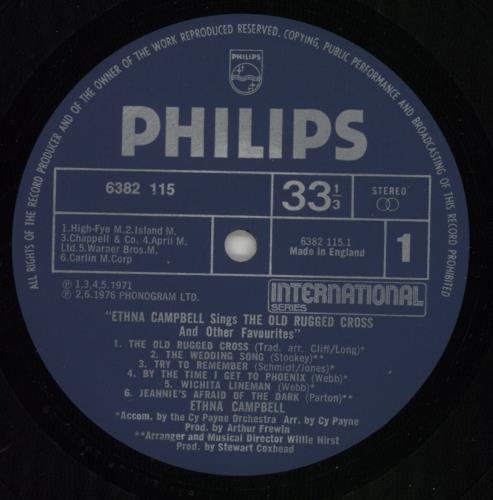 ALL RIGHTS OF THE RECORD PRODUCER AND OF THE OWNER OF THE WORK REPRODUCED RESERVED. COPYING, PUBLIC PERFORMANCE AND BROADCASTING OF THIS RECORD PROHIBITED
PHILIPS
PHILIPS
6382 115
33⅓
STEREO
1.High-Fye M.2.Island M.
3.Chappell & Co. 4.April M.
Ltd.5.Warner Bros.M.
6.Carlin M.Corp
6382 115.1
Made in England
1
℗ 1,3,4,5.1971
℗ 2,6.1976 PHONOGRAM LTD.
INTERNATIONAL
SERIES
"ETHNA CAMPBELL Sings THE OLD RUGGED CROSS
And Other Favourites"
1. THE OLD RUGGED CROSS (Trad. arr. Cliff/Long)*
2. THE WEDDING SONG (Stookey)**
3. TRY TO REMEMBER (Schmidt/Jones)*
4. BY THE TIME I GET TO PHOENIX (Webb)*
5. WICHITA LINEMAN (Webb)*
6. JEANNIE'S AFRAID OF THE DARK (Parton)**
ETHNA CAMPBELL
*Accom. by the Cy Payne Orchestra Arr. by Cy Payne
Prod. by Arthur Frewin
**Arranger and Musical Director Willie Hirst
Prod. by Stewart Coxhead